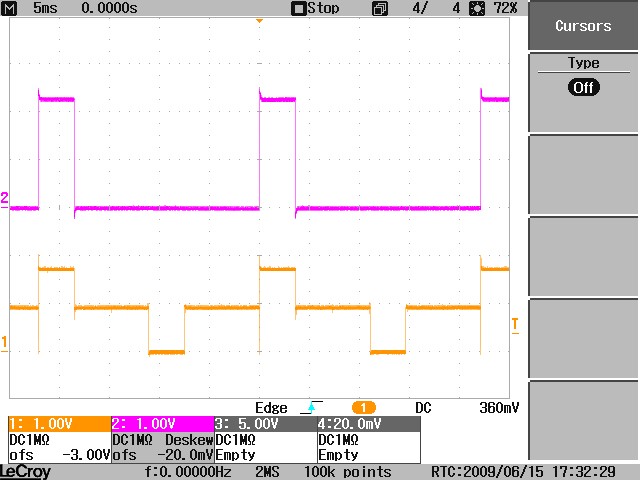 M 5ms 0.0000s Stop 4/ 4 72%
Cursors
Type
Off
2
1
T
Edge 1 DC 360mV
1: 1.00V 2: 1.00V 3: 5.00V 4:20.0mV
DC1MΩ DC1MΩ Deskew DC1MΩ DC1MΩ
ofs -3.00V ofs -20.0mV Empty Empty
LeCroy f:0.00000Hz 2MS 100k points RTC:2009/06/15 17:32:29